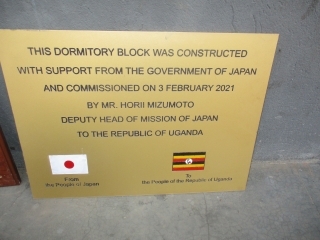 THIS DORMITORY BLOCK WAS CONSTRUCTED
WITH SUPPORT FROM THE GOVERNMENT OF JAPAN
AND COMMISSIONED ON 3 FEBRUARY 2021
BY MR. HORII MIZUMOTO
DEPUTY HEAD OF MISSION OF JAPAN
TO THE REPUBLIC OF UGANDA
From
the People of Japan
To
the People of the Republic of Uganda